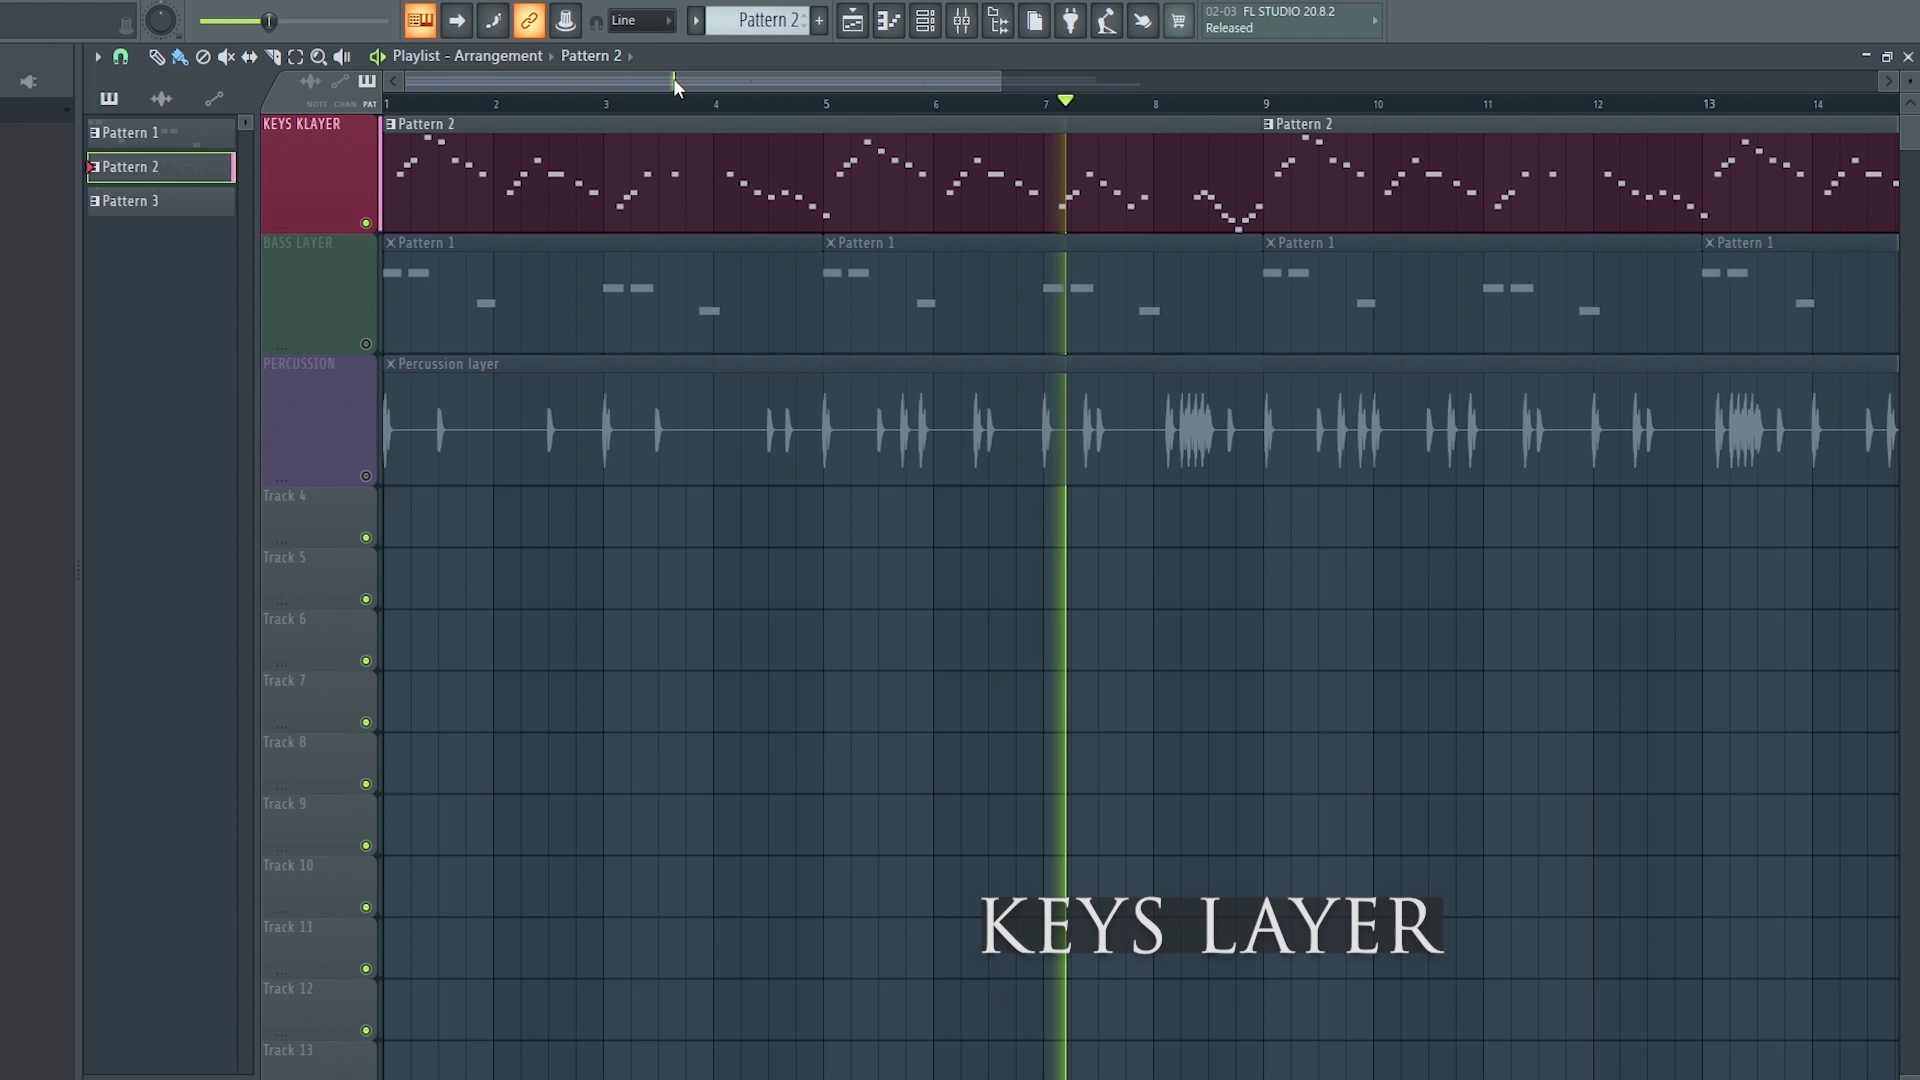 Line
Pattern 2
+
02-03 FL STUDIO 20.8.2
Released
Playlist - Arrangement › Pattern 2 ›
NOTE CHAN PAT
1 2 3 4 5 6 7 8 9 10 11 12 13 14
Pattern 1
Pattern 2
Pattern 3
KEYS KLAYER
Pattern 2
Pattern 2
BASS LAYER
Pattern 1
Pattern 1
Pattern 1
Pattern 1
PERCUSSION
Percussion layer
Track 4
Track 5
Track 6
Track 7
Track 8
Track 9
Track 10
Track 11
Track 12
Track 13
KEYS LAYER